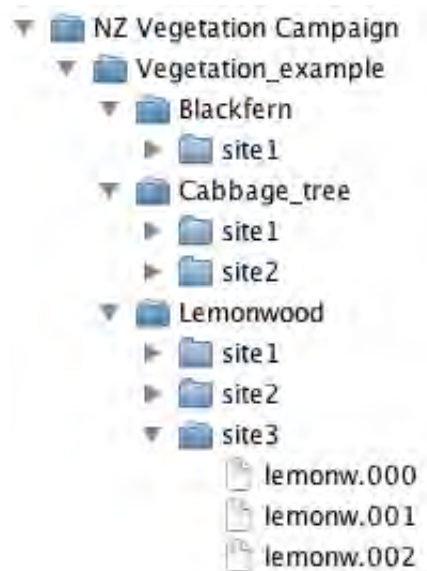 NZ Vegetation Campaign
Vegetation_example
Blackfern
site1
Cabbage_tree
site1
site2
Lemonwood
site1
site2
site3
lemonw.000
lemonw.001
lemonw.002